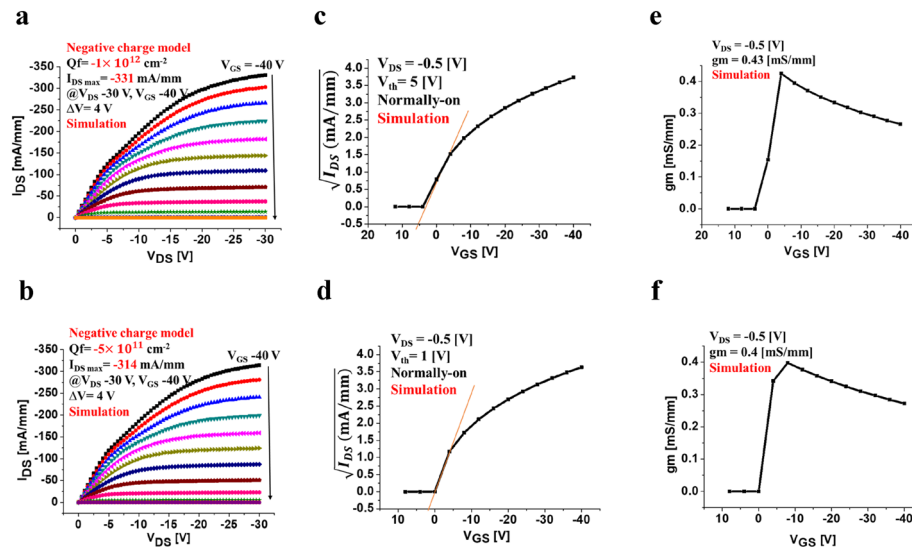 a
Negative charge model
Qf= -1× 10¹² cm⁻²
I_DS max= -331 mA/mm
@V_DS -30 V, V_GS -40 V
ΔV= 4 V
Simulation
V_GS = -40 V
-350
-300
-250
-200
-150
-100
-50
0
I_DS [mA/mm]
0
-5
-10
-15
-20
-25
-30
V_DS [V]
c
V_DS = -0.5 [V]
V_th= 5 [V]
Normally-on
Simulation
4.0
3.5
3.0
2.5
2.0
1.5
1.0
0.5
0.0
-0.5
√I_DS (mA/mm)
20
10
0
-10
-20
-30
-40
V_GS [V]
e
V_DS = -0.5 [V]
gm = 0.43 [mS/mm]
Simulation
0.4
0.3
0.2
0.1
0.0
gm [mS/mm]
20
10
0
-10
-20
-30
-40
V_GS [V]
b
Negative charge model
Qf= -5× 10¹¹ cm⁻²
I_DS max= -314 mA/mm
@V_DS -30 V, V_GS -40 V
ΔV= 4 V
Simulation
V_GS -40 V
-350
-300
-250
-200
-150
-100
-50
0
I_DS [mA/mm]
0
-5
-10
-15
-20
-25
-30
V_DS [V]
d
V_DS = -0.5 [V]
V_th= 1 [V]
Normally-on
Simulation
4.0
3.5
3.0
2.5
2.0
1.5
1.0
0.5
0.0
-0.5
√I_DS (mA/mm)
10
0
-10
-20
-30
-40
V_GS [V]
f
V_DS = -0.5 [V]
gm = 0.4 [mS/mm]
Simulation
0.4
0.3
0.2
0.1
0.0
gm [mS/mm]
10
0
-10
-20
-30
-40
V_GS [V]